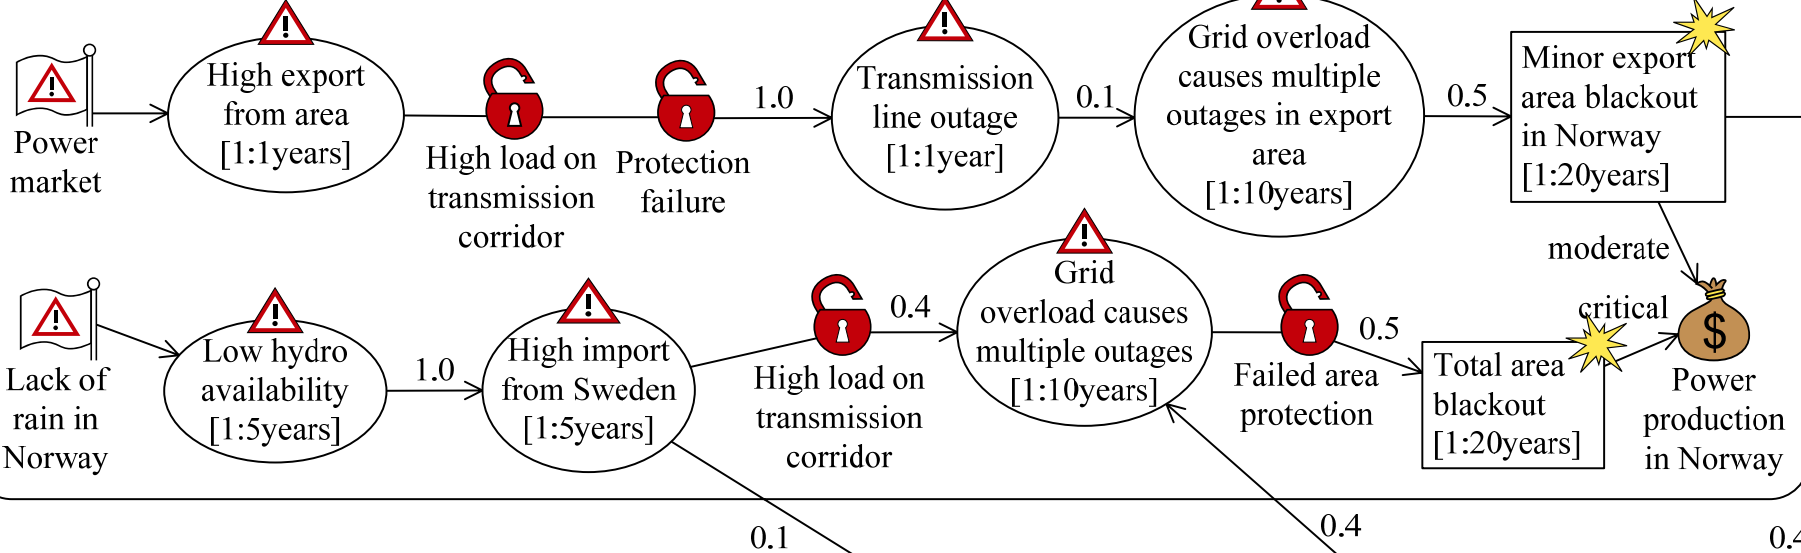 Power
market
High export
from area
[1:1years]
High load on
transmission
corridor
Protection
failure
1.0
Transmission
line outage
[1:1year]
0.1
Grid overload
causes multiple
outages in export
area
[1:10years]
0.5
Minor export
area blackout
in Norway
[1:20years]
moderate
Lack of
rain in
Norway
Low hydro
availability
[1:5years]
1.0
High import
from Sweden
[1:5years]
High load on
transmission
corridor
0.4
Grid
overload causes
multiple outages
[1:10years]
Failed area
protection
0.5
Total area
blackout
[1:20years]
critical
$
Power
production
in Norway
0.1
0.4
0.4